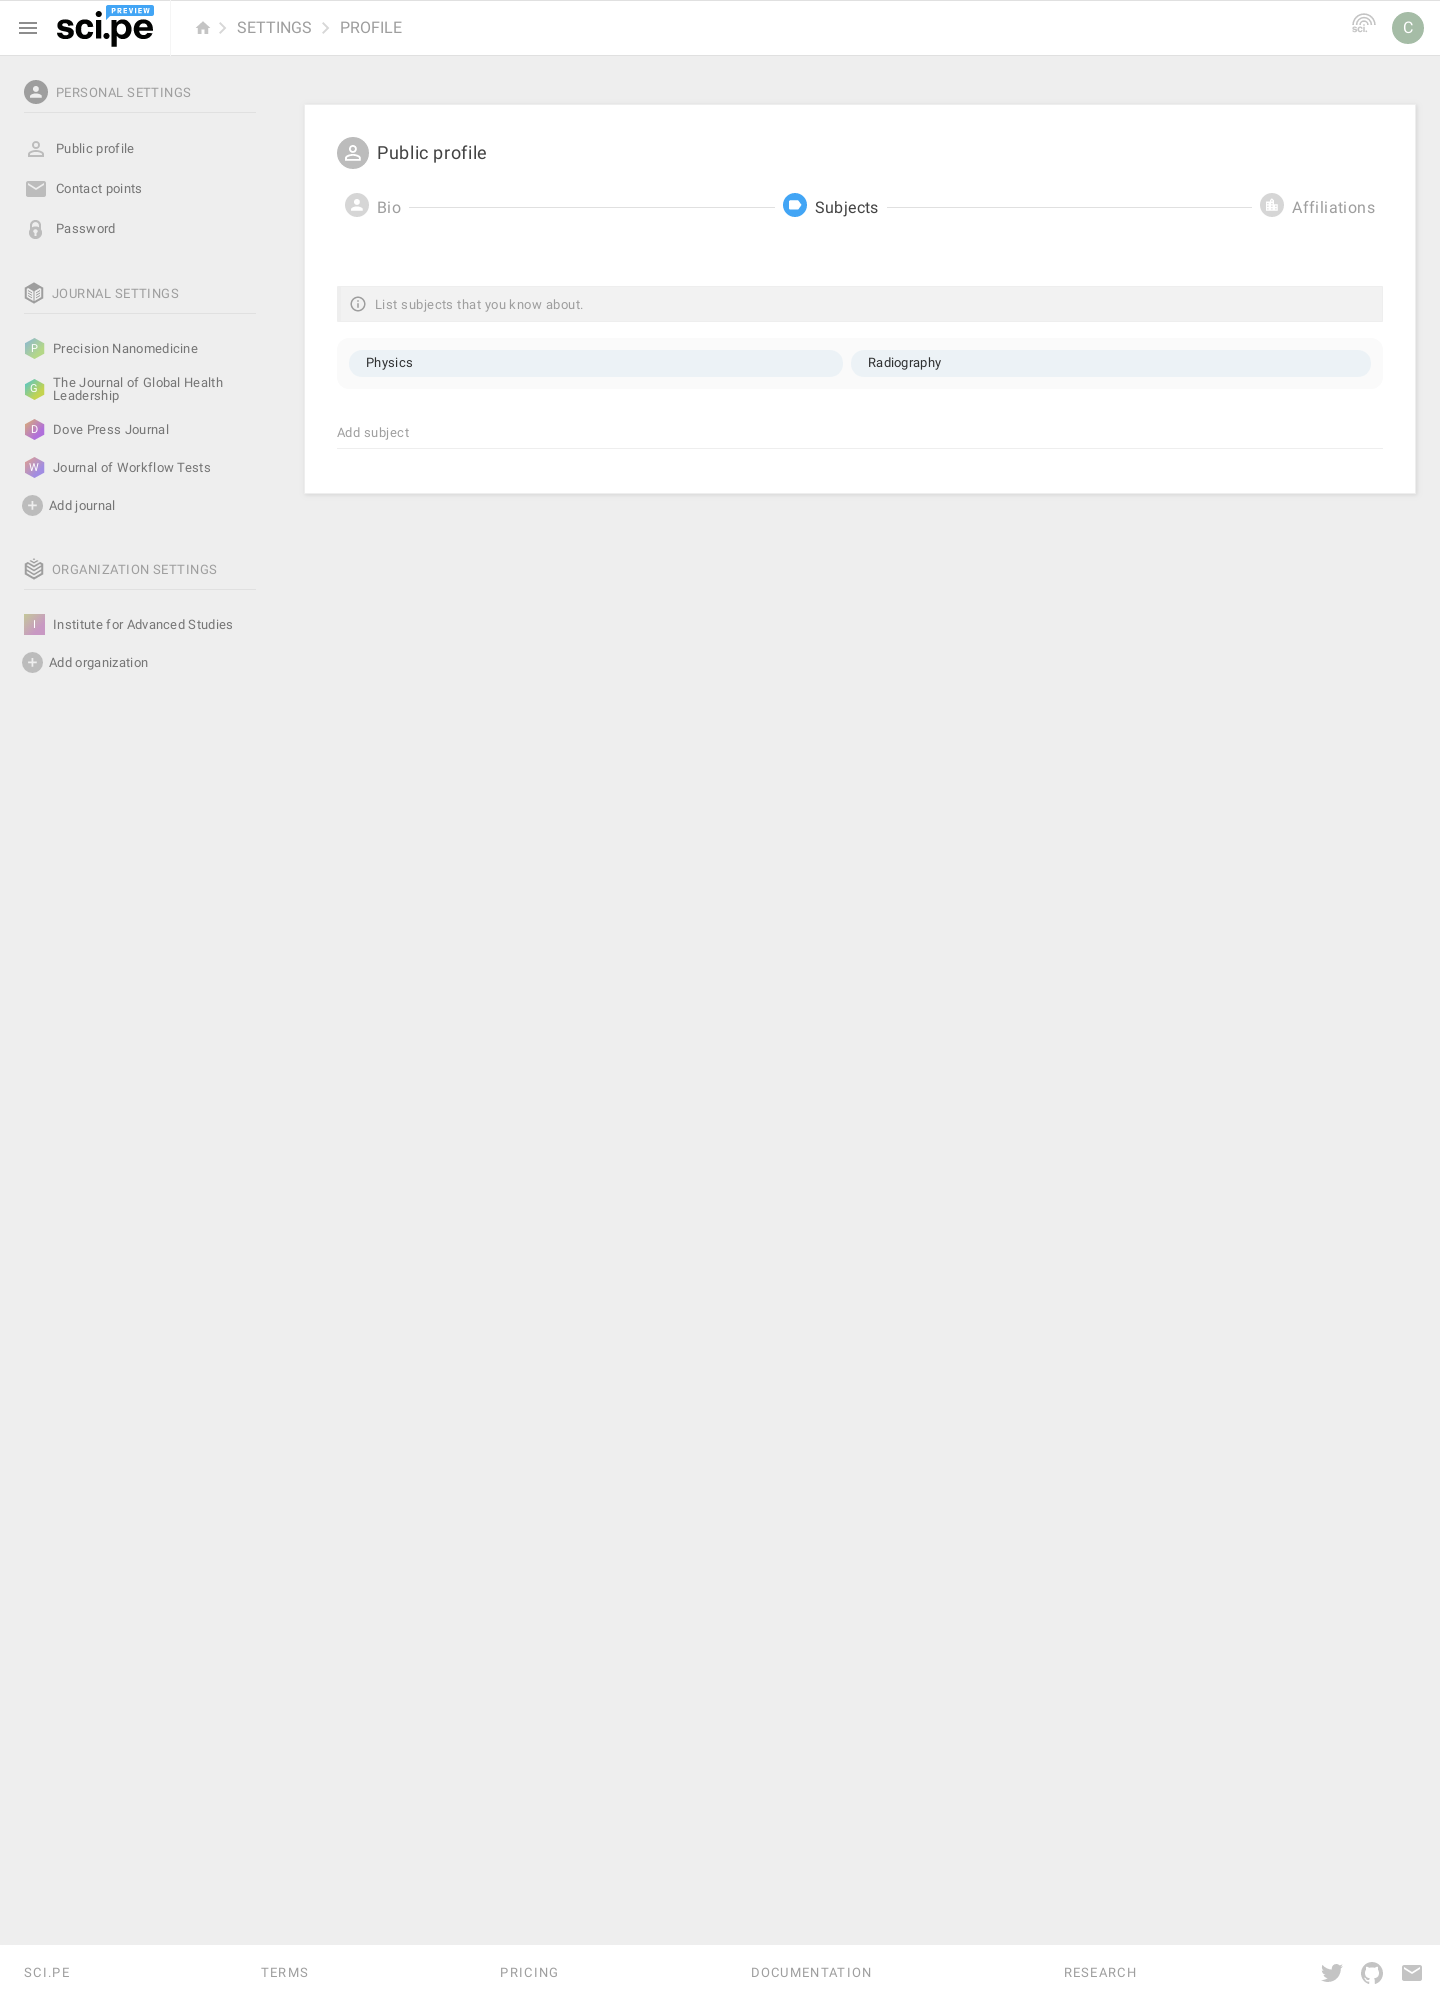 PREVIEW
sci.pe
SETTINGS
PROFILE
sci.
C
PERSONAL SETTINGS
Public profile
Contact points
Password
JOURNAL SETTINGS
P
Precision Nanomedicine
G
The Journal of Global Health
Leadership
D
Dove Press Journal
W
Journal of Workflow Tests
Add journal
ORGANIZATION SETTINGS
I
Institute for Advanced Studies
Add organization
Public profile
Bio
Subjects
Affiliations
List subjects that you know about.
Physics
Radiography
Add subject
SCI.PE
TERMS
PRICING
DOCUMENTATION
RESEARCH